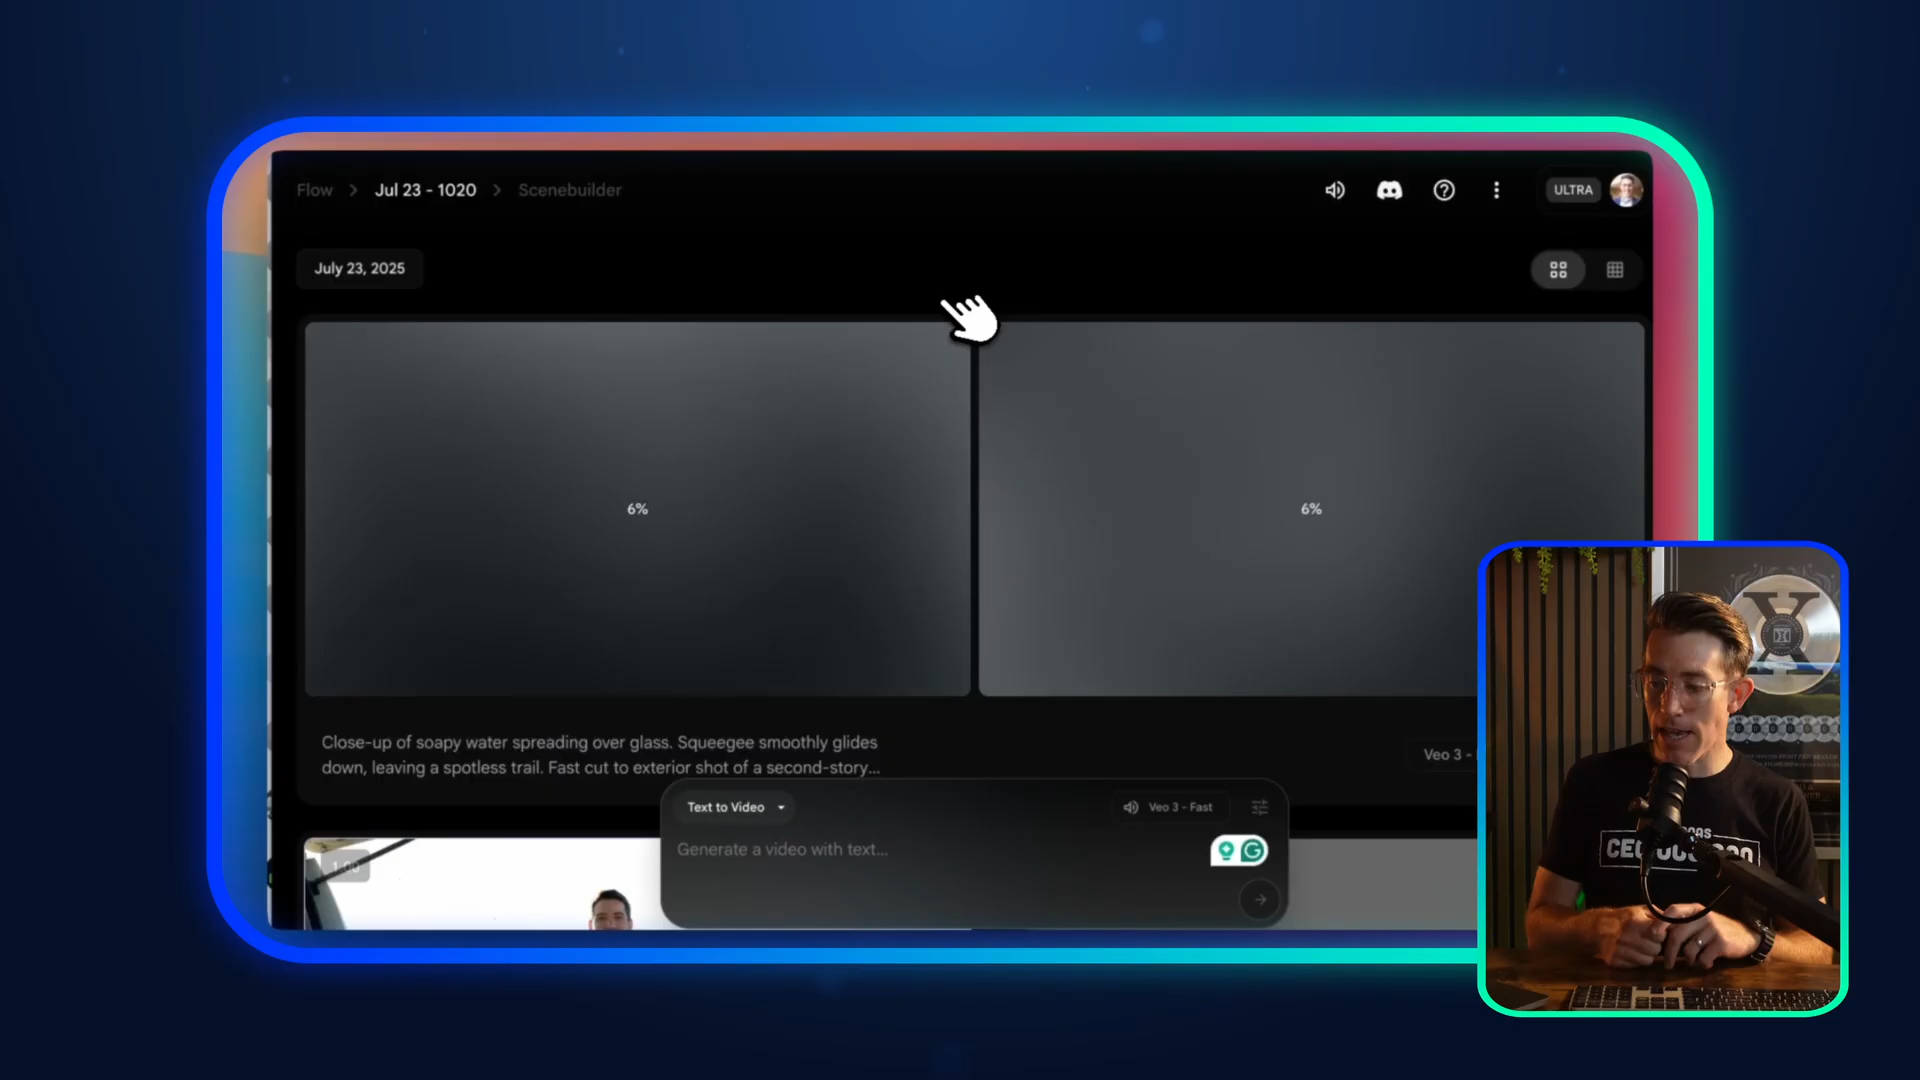 Flow > Jul 23 - 1020 > Scenebuilder
ULTRA
July 23, 2025
6%
6%
Close-up of soapy water spreading over glass. Squeegee smoothly glides
down, leaving a spotless trail. Fast cut to exterior shot of a second-story...
Veo 3 -
Text to Video
Veo 3 - Fast
Generate a video with text...
1.00